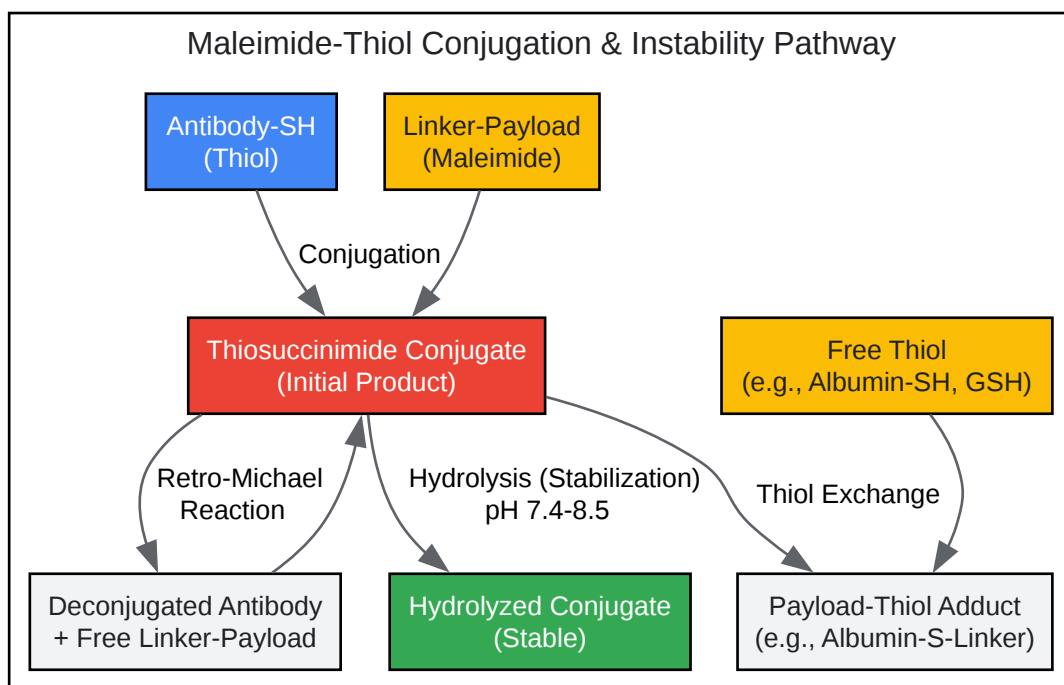 Maleimide-Thiol Conjugation & Instability Pathway
Antibody-SH
(Thiol)
Linker-Payload
(Maleimide)
Conjugation
Thiosuccinimide Conjugate
(Initial Product)
Free Thiol
(e.g., Albumin-SH, GSH)
Retro-Michael
Reaction
Hydrolysis (Stabilization)
pH 7.4-8.5
Thiol Exchange
Deconjugated Antibody
+ Free Linker-Payload
Hydrolyzed Conjugate
(Stable)
Payload-Thiol Adduct
(e.g., Albumin-S-Linker)